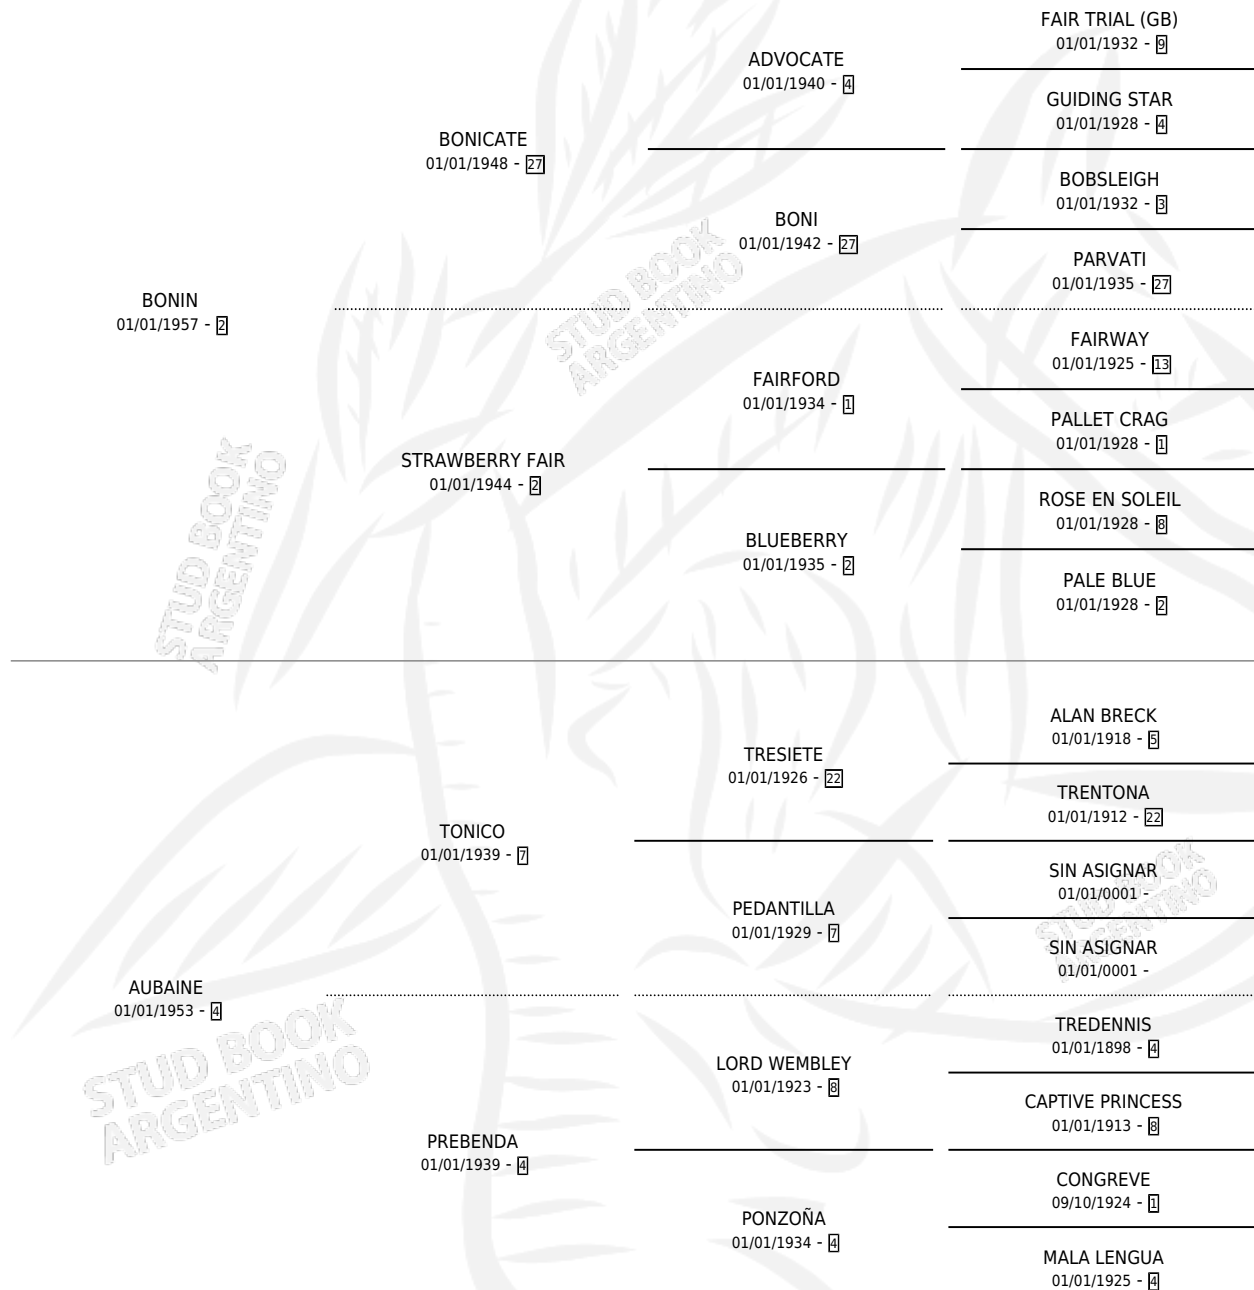 FAIR TRIAL (GB)
01/01/1932 - 9
ADVOCATE
01/01/1940 - 4
GUIDING STAR
01/01/1928 - 4
BONICATE
01/01/1948 - 27
BOBSLEIGH
01/01/1932 - 3
BONI
01/01/1942 - 27
PARVATI
01/01/1935 - 27
BONIN
01/01/1957 - 2
FAIRWAY
01/01/1925 - 13
FAIRFORD
01/01/1934 - 1
PALLET CRAG
01/01/1928 - 1
STRAWBERRY FAIR
01/01/1944 - 2
ROSE EN SOLEIL
01/01/1928 - 8
BLUEBERRY
01/01/1935 - 2
PALE BLUE
01/01/1928 - 2
ALAN BRECK
01/01/1918 - 5
TRESIETE
01/01/1926 - 22
TRENTONA
01/01/1912 - 22
TONICO
01/01/1939 - 7
SIN ASIGNAR
01/01/0001 -
PEDANTILLA
01/01/1929 - 7
SIN ASIGNAR
01/01/0001 -
AUBAINE
01/01/1953 - 4
TREDENNIS
01/01/1898 - 4
LORD WEMBLEY
01/01/1923 - 8
CAPTIVE PRINCESS
01/01/1913 - 8
PREBENDA
01/01/1939 - 4
CONGREVE
09/10/1924 - 1
PONZOÑA
01/01/1934 - 4
MALA LENGUA
01/01/1925 - 4
STUD BOOK
ARGENTINO
STUD BOOK
ARGENTINO
STUD BOOK
ARGENTINO
STUD BOOK
ARGENTINO